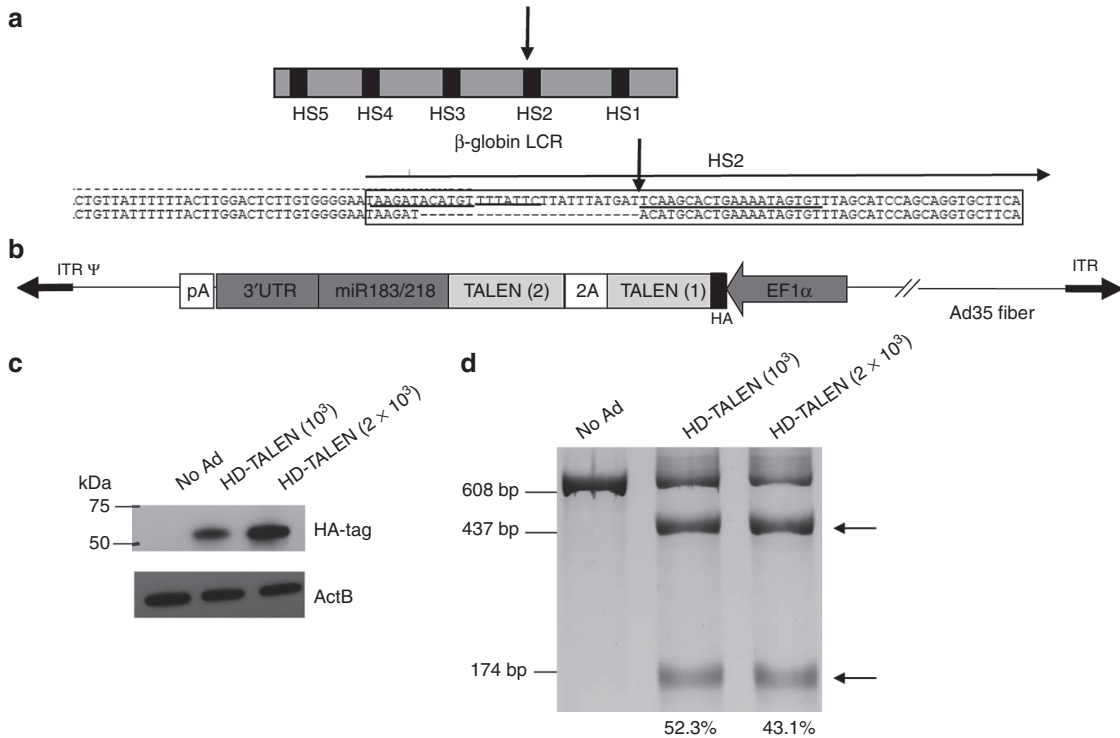 a
HS5 HS4 HS3 HS2 HS1
β-globin LCR
HS2
CTGTTATTTTTTACTTGGACTCTTGTGGGGAATAAGATACATGTTTTATTCTTATTTATGATTCAAGCACTGAAAATAGTGTTTAGCATCCAGCAGGTGCTTCA
CTGTTATTTTTTACTTGGACTCTTGTGGGGAATAAGAT----------------------ACATGCACTGAAAATAGTGTTTAGCATCCAGCAGGTGCTTCA
b
ITR Ψ pA 3′UTR miR183/218 TALEN (2) 2A TALEN (1) HA EF1α Ad35 fiber ITR
c
No Ad HD-TALEN (10³) HD-TALEN (2 × 10³)
kDa
75
50
HA-tag
ActB
d
No Ad HD-TALEN (10³) HD-TALEN (2 × 10³)
608 bp
437 bp
174 bp
52.3% 43.1%